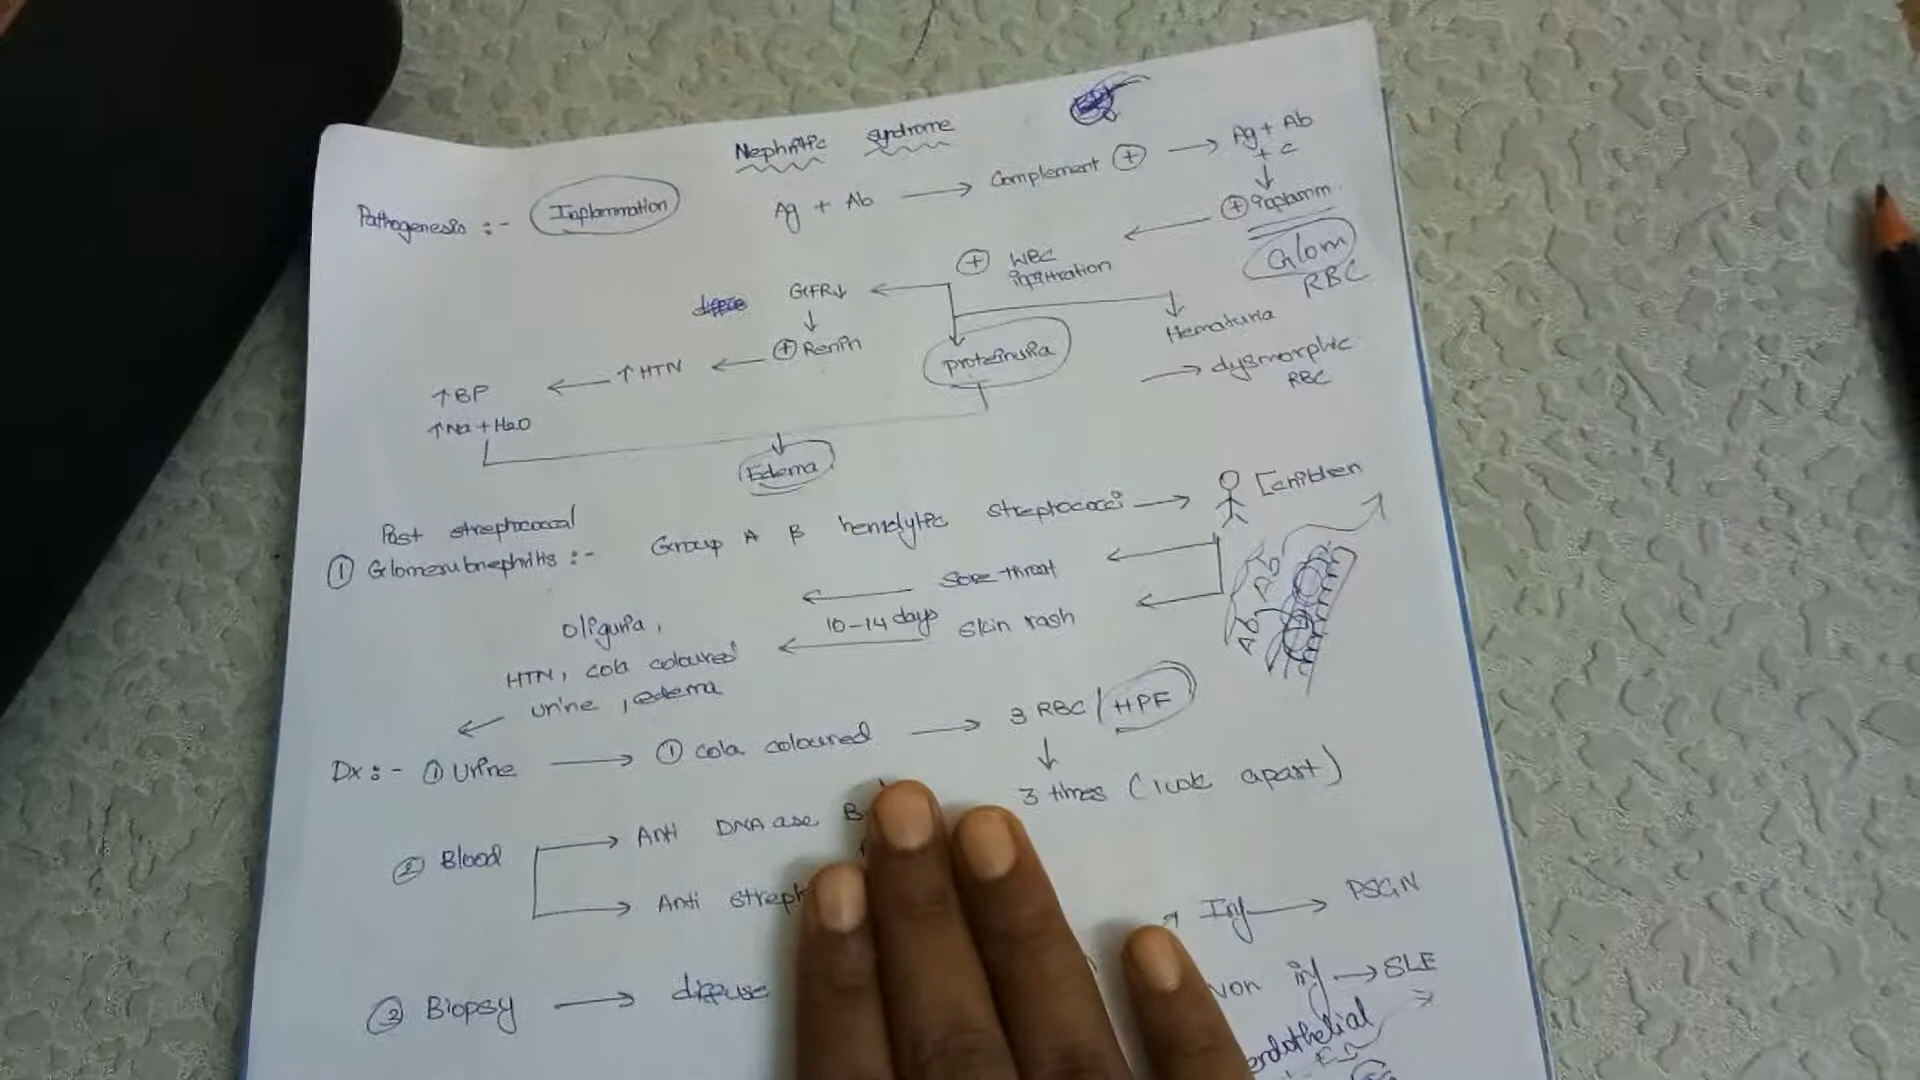 Nephritic syndrome
Pathogenesis :- Inflammation
Ag + Ab → Complement (+) → Ag + Ab + C
↓
(+) inflamm.
Glom
RBC
(+) WBC infiltration
GFR↓
↓
(+) Renin
↑ HTN
↑BP
↑Na + H2O
proteinuria
Hematuria
→ dysmorphic RBC
Edema
Post streptococcal
① Glomerulonephritis :- Group A B hemolytic streptococci → [children
Sore throat
10-14 days
skin rash
Ab
Ab
oliguria,
HTN, cola coloured
urine, edema
Dx :- ① Urine → ① cola coloured → 3 RBC/HPF
↓
3 times (1wk apart)
② Blood
→ Anti DNAase B
→ Anti strep
Inf → PSGN
non inf → SLE
③ Biopsy → diffuse
endothelial